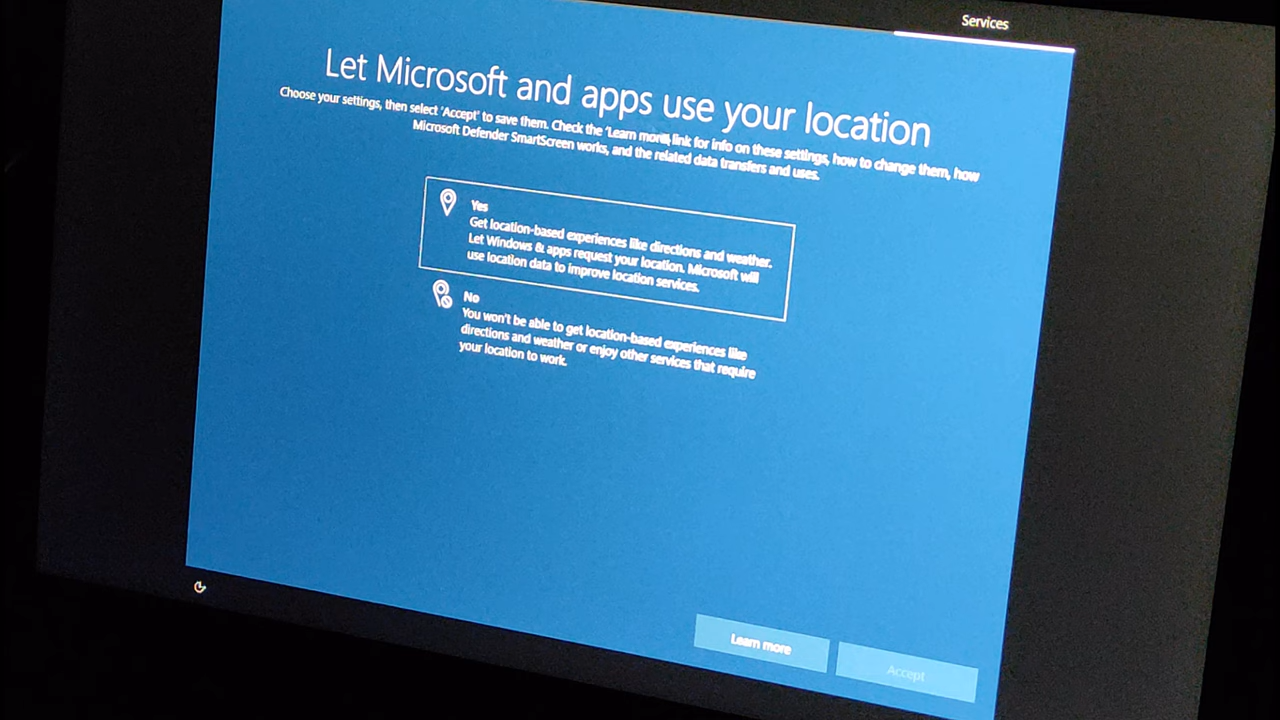 Services
Let Microsoft and apps use your location
Choose your settings, then select 'Accept' to save them. Check the 'Learn more' link for info on these settings, how to change them, how
Microsoft Defender SmartScreen works, and the related data transfers and uses.
Yes
Get location-based experiences like directions and weather.
Let Windows & apps request your location. Microsoft will
use location data to improve location services.
No
You won't be able to get location-based experiences like
directions and weather or enjoy other services that require
your location to work.
Learn more
Accept